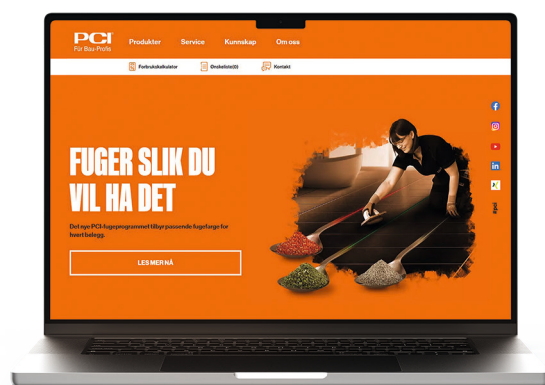 PCI
Für Bau-Profis
Produkter
Service
Kunnskap
Om oss
Forbrukskalkulator
Ønskeliste(0)
Kontakt
FUGER SLIK DU
VIL HA DET
Det nye PCI-fugeprogrammet tilbyr passende fugefarge for
hvert belegg.
LES MER NÅ
#pci